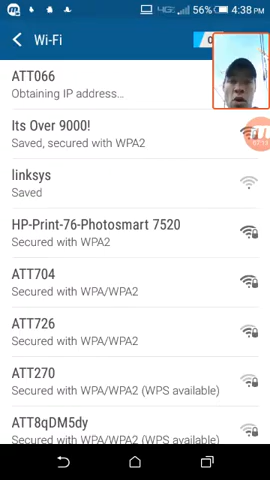 4G 56% 4:38 PM
Wi-Fi
ATT066
Obtaining IP address...
Its Over 9000!
Saved, secured with WPA2
linksys
Saved
HP-Print-76-Photosmart 7520
Secured with WPA2
ATT704
Secured with WPA/WPA2
ATT726
Secured with WPA/WPA2
ATT270
Secured with WPA/WPA2 (WPS available)
ATT8qDM5dy
Secured with WPA/WPA2 (WPS available)